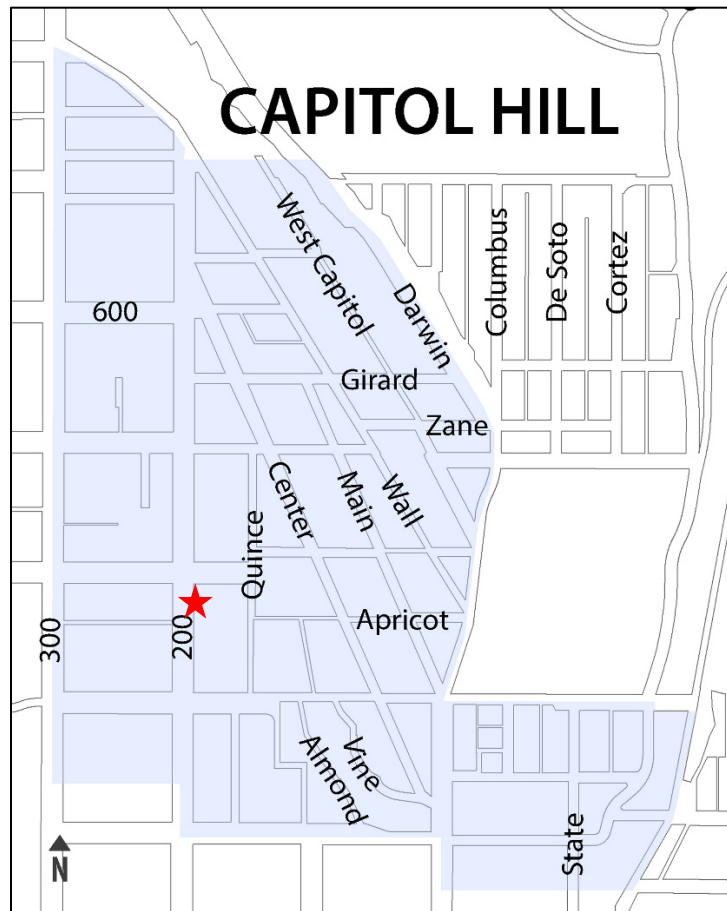 CAPITOL HILL
West Capitol
Darwin
Columbus
De Soto
Cortez
600
Girard
Zane
Center
Main
Wall
Quince
300
200
Apricot
Almond
Vine
State
N